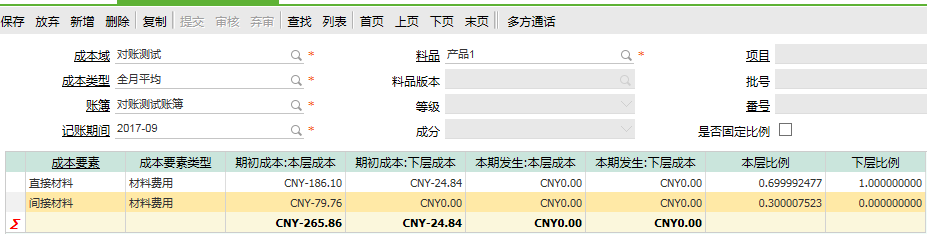 保存 放弃 新增 删除 复制 提交 审核 弃审 查找 列表 首页 上页 下页 末页 多方通话
成本域 对账测试 * 料品 产品1 * 项目
成本类型 全月平均 * 料品版本 批号
账簿 对账测试账簿 * 等级 番号
记账期间 2017-09 * 成分 是否固定比例
成本要素 成本要素类型 期初成本:本层成本 期初成本:下层成本 本期发生:本层成本 本期发生:下层成本 本层比例 下层比例
直接材料 材料费用 CNY-186.10 CNY-24.84 CNY0.00 CNY0.00 0.699992477 1.000000000
间接材料 材料费用 CNY-79.76 CNY0.00 CNY0.00 CNY0.00 0.300007523 0.000000000
Σ CNY-265.86 CNY-24.84 CNY0.00 CNY0.00